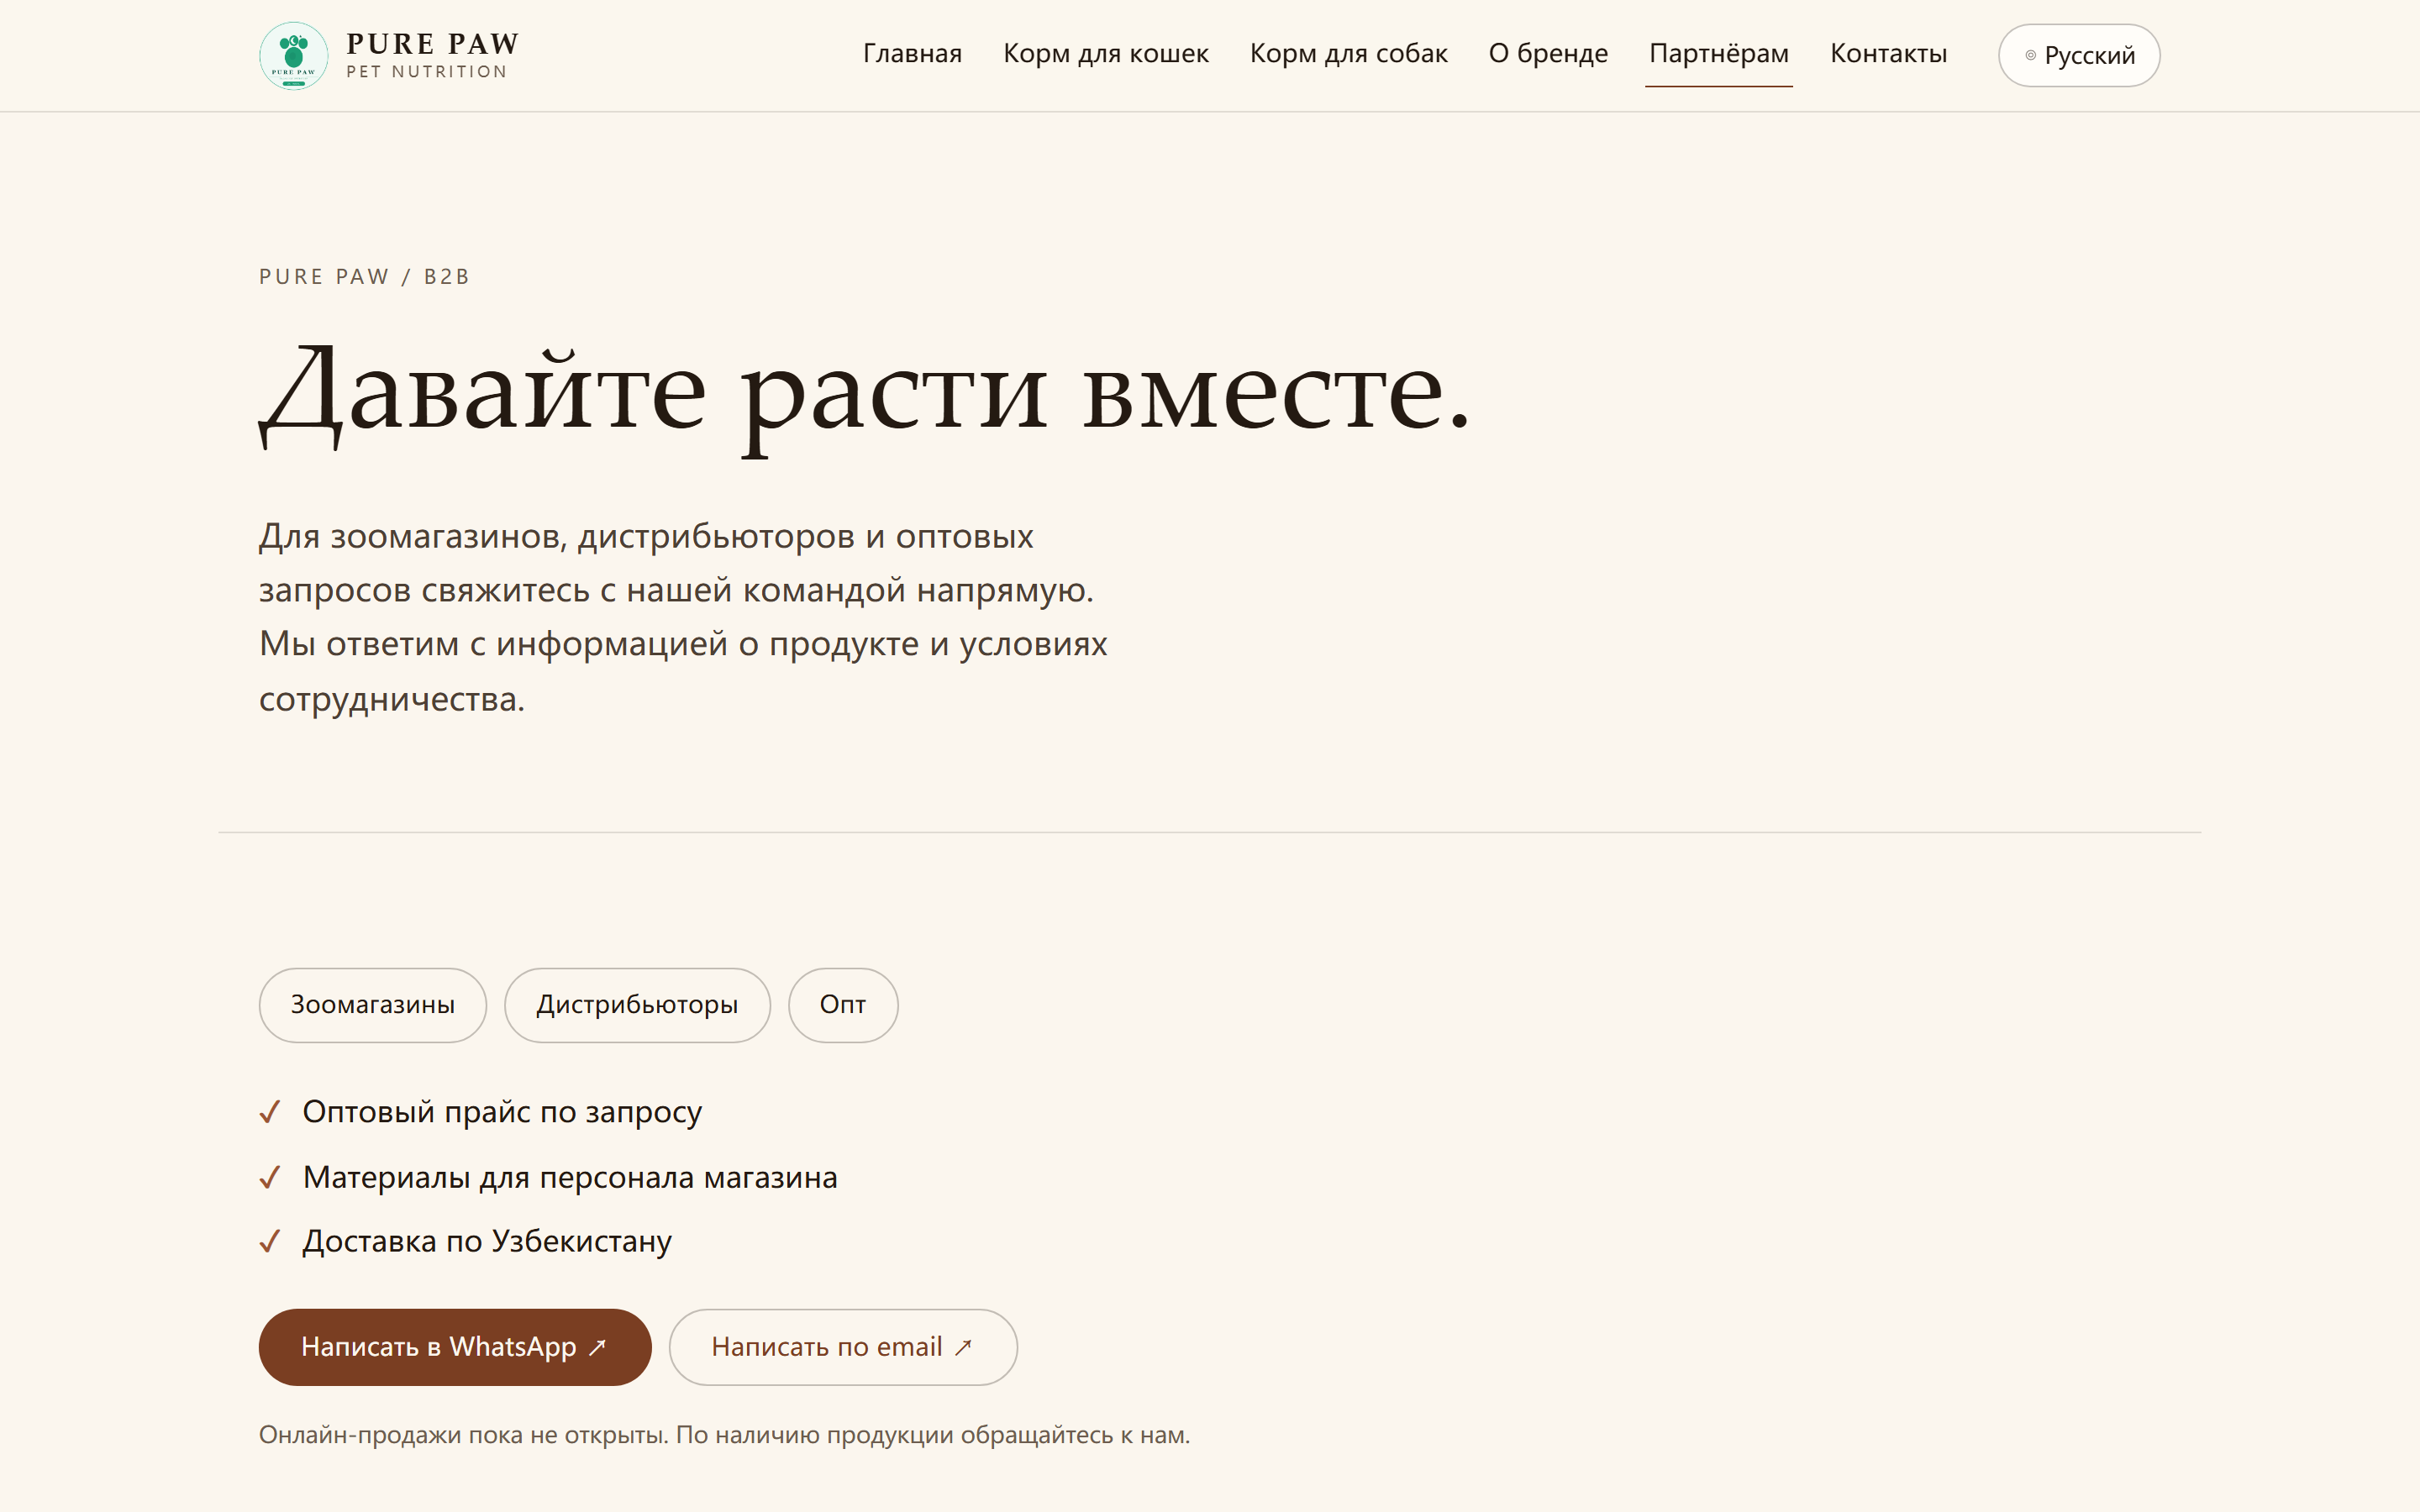 PURE PAW
PURE PAW
PET NUTRITION
Главная
Корм для кошек
Корм для собак
О бренде
Партнёрам
Контакты
Русский
PURE PAW / B2B
Давайте расти вместе.
Для зоомагазинов, дистрибьюторов и оптовых
запросов свяжитесь с нашей командой напрямую.
Мы ответим с информацией о продукте и условиях
сотрудничества.
Зоомагазины
Дистрибьюторы
Опт
✓ Оптовый прайс по запросу
✓ Материалы для персонала магазина
✓ Доставка по Узбекистану
Написать в WhatsApp ↗
Написать по email ↗
Онлайн-продажи пока не открыты. По наличию продукции обращайтесь к нам.